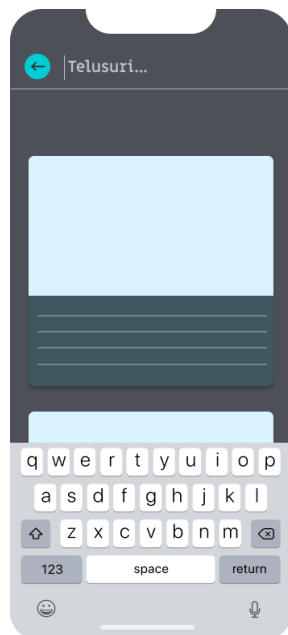 Telusuri...
q w e r t y u i o p
a s d f g h j k l
z x c v b n m
123 space return